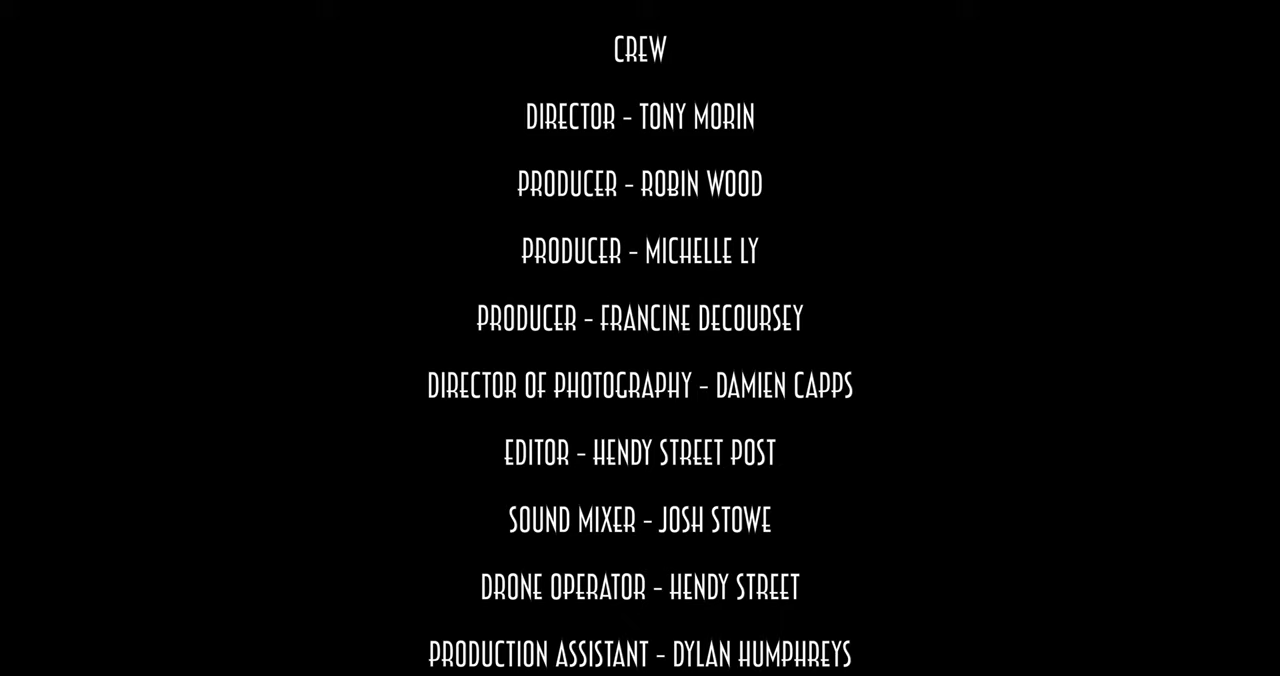 CREW
DIRECTOR - TONY MORIN
PRODUCER - ROBIN WOOD
PRODUCER - MICHELLE LY
PRODUCER - FRANCINE DECOURSEY
DIRECTOR OF PHOTOGRAPHY - DAMIEN CAPPS
EDITOR - HENDY STREET POST
SOUND MIXER - JOSH STOWE
DRONE OPERATOR - HENDY STREET
PRODUCTION ASSISTANT - DYLAN HUMPHREYS